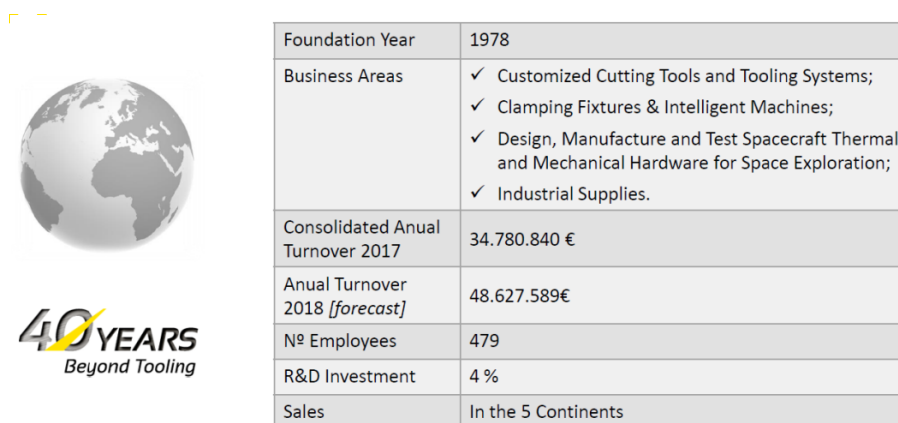 Foundation Year 1978
Business Areas ✓ Customized Cutting Tools and Tooling Systems;
✓ Clamping Fixtures & Intelligent Machines;
✓ Design, Manufacture and Test Spacecraft Thermal
and Mechanical Hardware for Space Exploration;
✓ Industrial Supplies.
Consolidated Anual
Turnover 2017
34.780.840 €
Anual Turnover
2018 [forecast]
48.627.589€
Nº Employees 479
R&D Investment 4 %
Sales In the 5 Continents
40 YEARS
Beyond Tooling